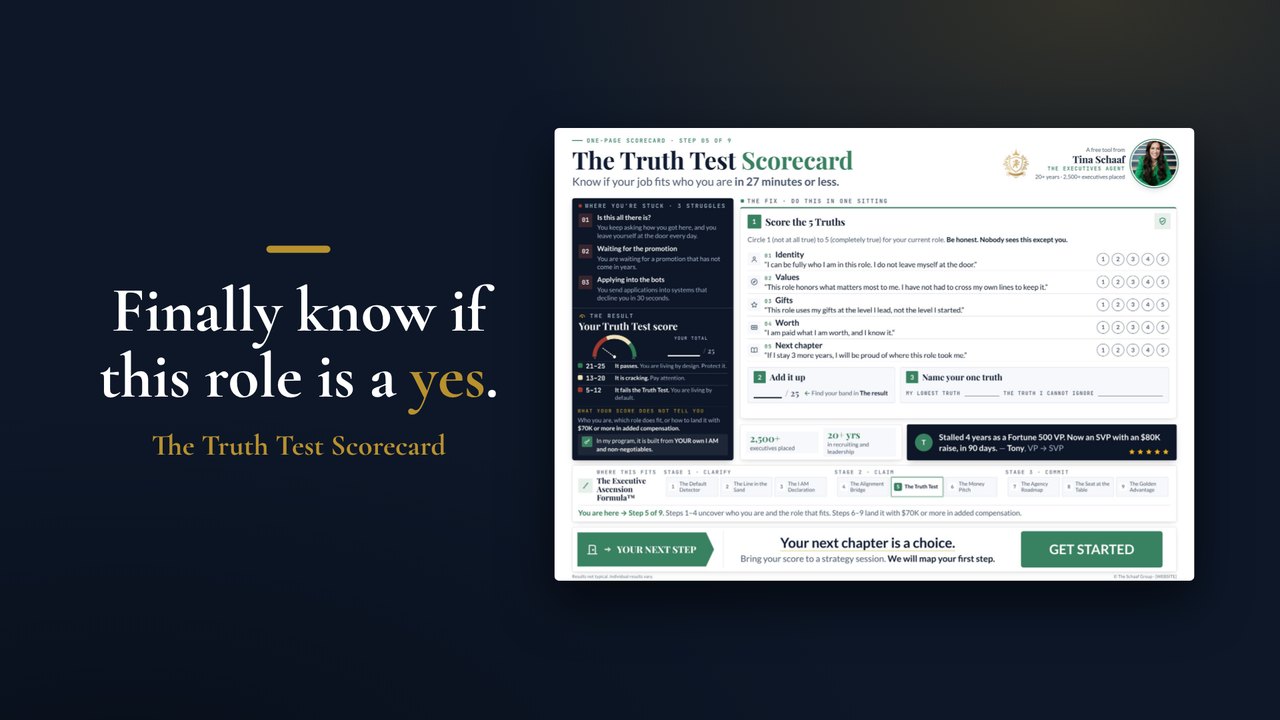 Finally know if
this role is a yes.
The Truth Test Scorecard
ONE-PAGE SCORECARD · STEP 05 OF 9
The Truth Test Scorecard
Know if your job fits who you are in 27 minutes or less.
A free tool from
Tina Schaaf
THE EXECUTIVES AGENT
20+ years · 2,500+ executives placed
WHERE YOU'RE STUCK · 3 STRUGGLES
01 Is this all there is?
You keep asking how you got here, and you
leave yourself at the door every day.
02 Waiting for the promotion
You are waiting for a promotion that has not
come in years.
03 Applying into the bots
You send applications into systems that
decline you in 30 seconds.
THE RESULT
Your Truth Test score
YOUR TOTAL
/ 25
21–25 It passes. You are living by design. Protect it.
13–20 It is cracking. Pay attention.
5–12 It fails the Truth Test. You are living by
default.
WHAT YOUR SCORE DOES NOT TELL YOU
Who you are, which role does fit, or how to land it with
$70K or more in added compensation.
In my program, it is built from YOUR own I AM
and non-negotiables.
THE FIX · DO THIS IN ONE SITTING
1 Score the 5 Truths
Circle 1 (not at all true) to 5 (completely true) for your current role. Be honest. Nobody sees this except you.
01 Identity
"I can be fully who I am in this role. I do not leave myself at the door."
1 2 3 4 5
02 Values
"This role honors what matters most to me. I have not had to cross my own lines to keep it."
1 2 3 4 5
03 Gifts
"This role uses my gifts at the level I lead, not the level I started."
1 2 3 4 5
04 Worth
"I am paid what I am worth, and I know it."
1 2 3 4 5
05 Next chapter
"If I stay 3 more years, I will be proud of where this role took me."
1 2 3 4 5
2 Add it up
/ 25 ← Find your band in The result
3 Name your one truth
MY LOWEST TRUTH ________ THE TRUTH I CANNOT IGNORE ________
2,500+
executives placed
20+ yrs
in recruiting and
leadership
T
Stalled 4 years as a Fortune 500 VP. Now an SVP with an $80K
raise, in 90 days. — Tony, VP → SVP
★★★★★
WHERE THIS FITS
The Executive
Ascension
Formula™
STAGE 1 · CLARIFY
1 The Default
Detector
2 The Line in the
Sand
3 The I AM
Declaration
STAGE 2 · CLAIM
4 The Alignment
Bridge
5 The Truth Test
6 The Money
Pitch
STAGE 3 · COMMIT
7 The Agency
Roadmap
8 The Seat at the
Table
9 The Golden
Advantage
You are here → Step 5 of 9. Steps 1–4 uncover who you are and the role that fits. Steps 6–9 land it with $70K or more in added compensation.
→ YOUR NEXT STEP
Your next chapter is a choice.
Bring your score to a strategy session. We will map your first step.
GET STARTED
Results not typical. Individual results vary.
© The Schaaf Group · [WEBSITE]